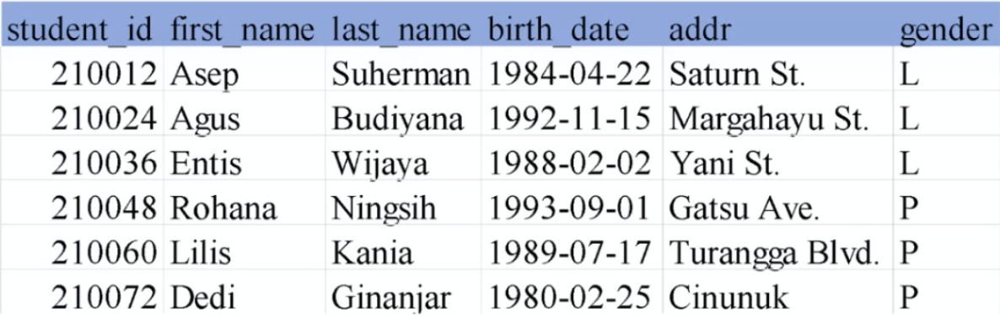 student_id first_name last_name birth_date addr gender
210012 Asep Suherman 1984-04-22 Saturn St. L
210024 Agus Budiyana 1992-11-15 Margahayu St. L
210036 Entis Wijaya 1988-02-02 Yani St. L
210048 Rohana Ningsih 1993-09-01 Gatsu Ave. P
210060 Lilis Kania 1989-07-17 Turangga Blvd. P
210072 Dedi Ginanjar 1980-02-25 Cinunuk P